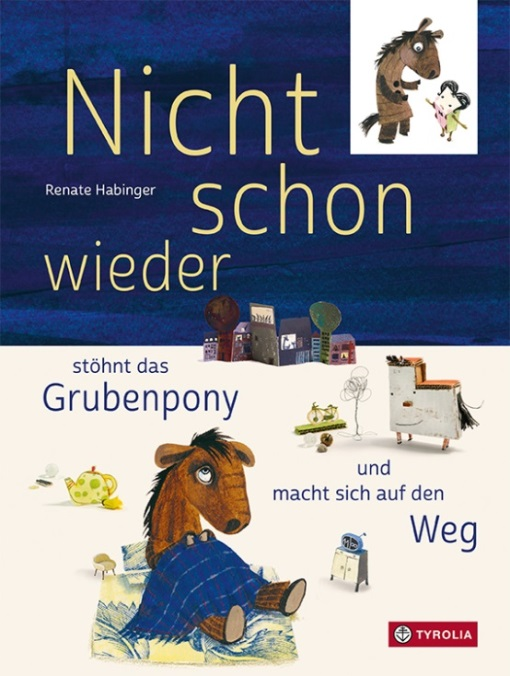 Nicht
Renate Habinger
schon
wieder
stöhnt das
Grubenpony
und
macht sich auf den
Weg
TYROLIA